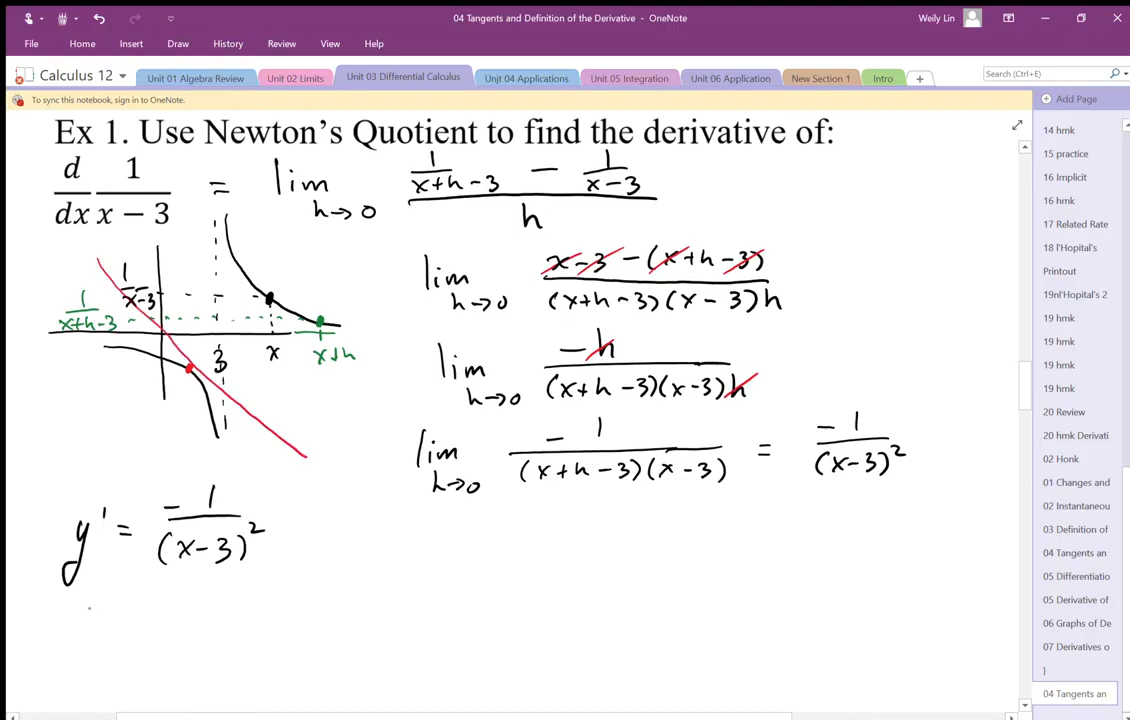 04 Tangents and Definition of the Derivative - OneNote
Weily Lin
File Home Insert Draw History Review View Help
Calculus 12
Unit 01 Algebra Review
Unit 02 Limits
Unit 03 Differential Calculus
Unit 04 Applications
Unit 05 Integration
Unit 06 Application
New Section 1
Intro
Search (Ctrl+E)
To sync this notebook, sign in to OneNote.
Ex 1. Use Newton's Quotient to find the derivative of:
d/dx 1/(x − 3) = lim h→0 (1/(x+h-3) - 1/(x-3))/h
lim h→0 (x-3 -(x+h-3))/((x+h-3)(x-3)h)
lim h→0 -h/((x+h-3)(x-3)h)
lim h→0 -1/((x+h-3)(x-3)) = -1/(x-3)²
1/(x-3)
1/(x+h-3)
3
x
x+h
y' = -1/(x-3)²
Add Page
14 hmk
15 practice
16 Implicit
16 hmk
17 Related Rate
18 l'Hopital's
Printout
19nl'Hopital's 2
19 hmk
19 hmk
19 hmk
19 hmk
20 Review
20 hmk Derivati
02 Honk
01 Changes and
02 Instantaneou
03 Definition of
04 Tangents an
05 Differentiatio
05 Derivative of
06 Graphs of De
07 Derivatives o
}
04 Tangents an